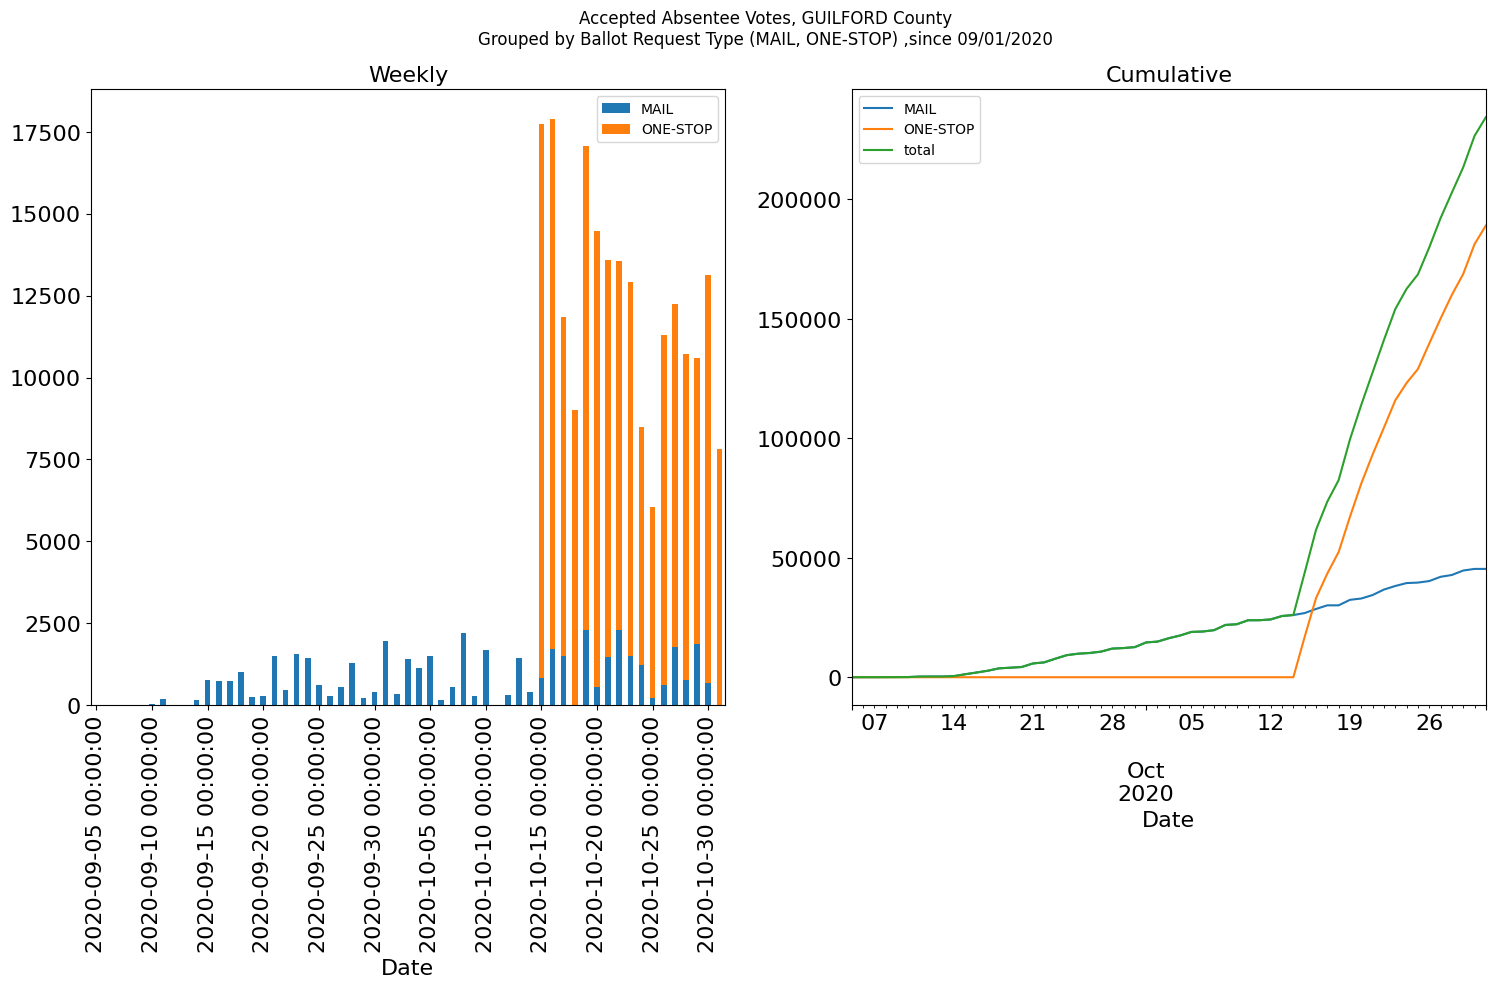 Accepted Absentee Votes, GUILFORD County
Grouped by Ballot Request Type (MAIL, ONE-STOP) ,since 09/01/2020
Weekly
MAIL
ONE-STOP
17500
15000
12500
10000
7500
5000
2500
0
2020-09-05 00:00:00
2020-09-10 00:00:00
2020-09-15 00:00:00
2020-09-20 00:00:00
2020-09-25 00:00:00
2020-09-30 00:00:00
2020-10-05 00:00:00
2020-10-10 00:00:00
2020-10-15 00:00:00
2020-10-20 00:00:00
2020-10-25 00:00:00
2020-10-30 00:00:00
Date
Cumulative
MAIL
ONE-STOP
total
200000
150000
100000
50000
0
07 14 21 28 05 12 19 26
Oct
2020
Date